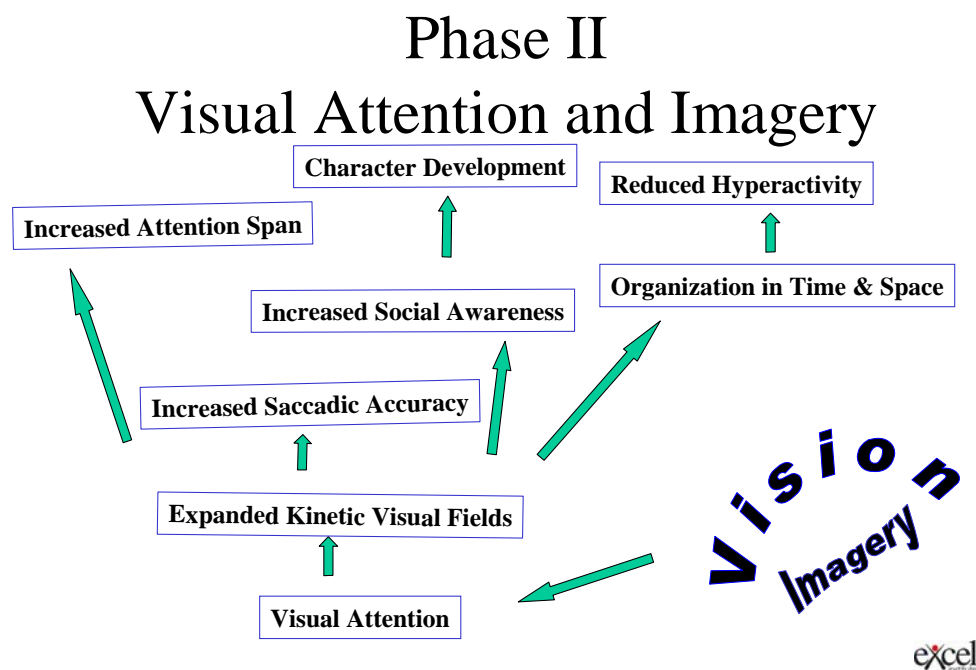 Phase II
Visual Attention and Imagery
Character Development
Reduced Hyperactivity
Increased Attention Span
Organization in Time & Space
Increased Social Awareness
Increased Saccadic Accuracy
Vision
Imagery
Expanded Kinetic Visual Fields
Visual Attention
excel